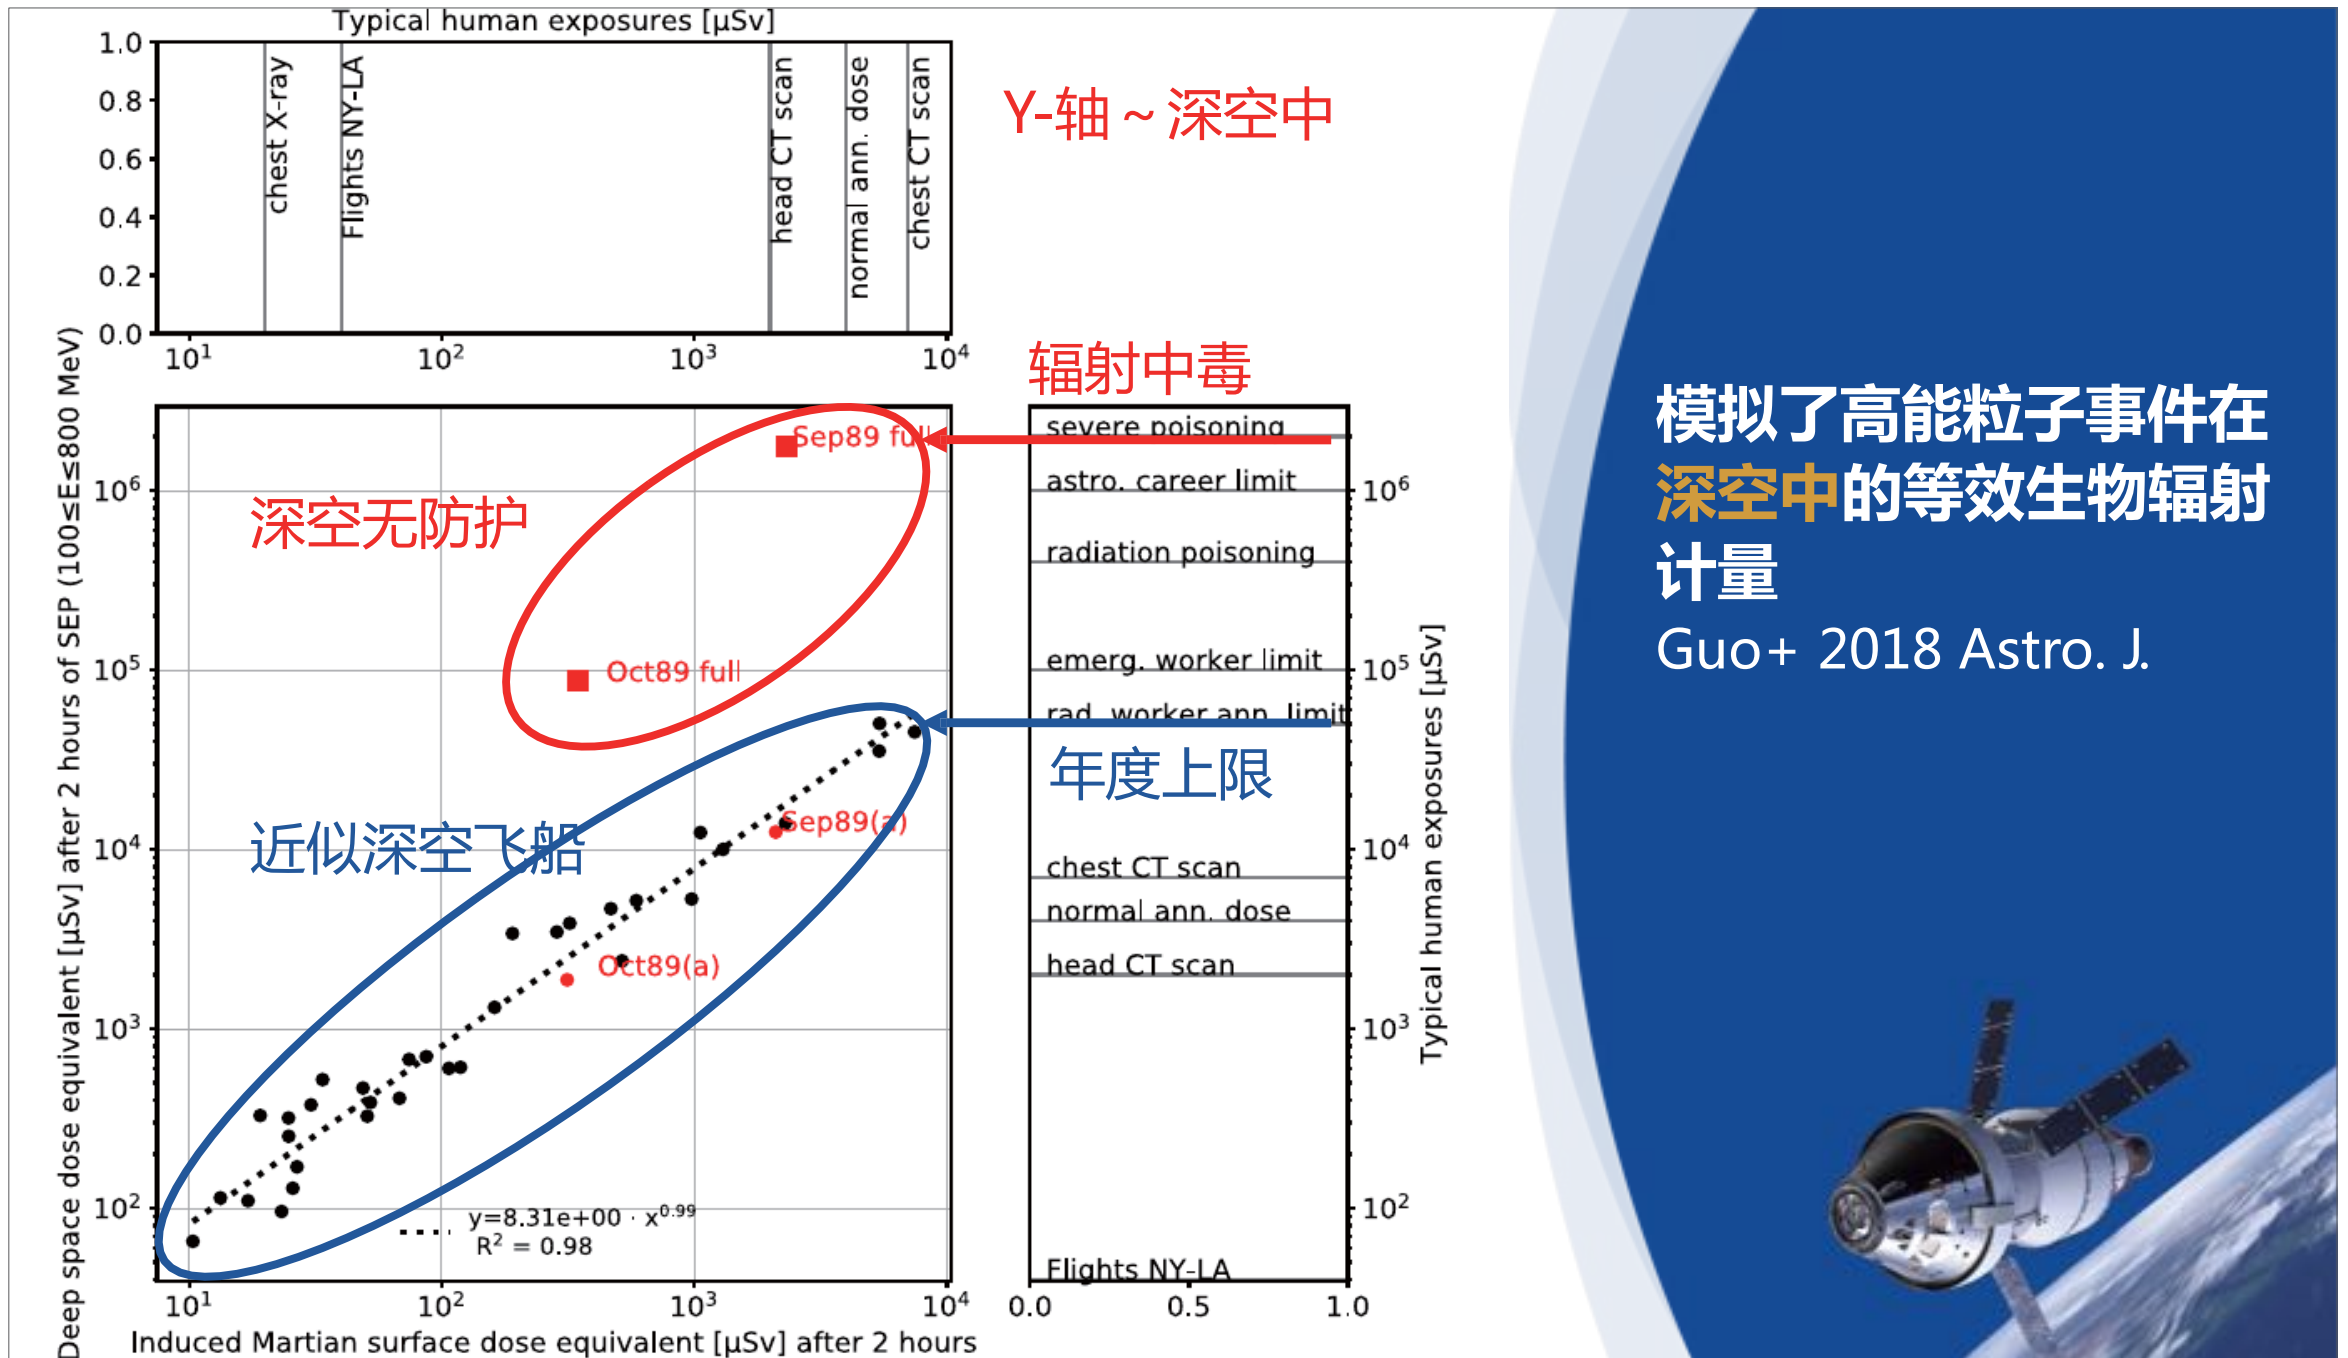 Typical human exposures [μSv]
1.0
0.8
0.6
0.4
0.2
0.0
chest X-ray
Flights NY-LA
head CT scan
normal ann. dose
chest CT scan
10¹ 10² 10³ 10⁴
Y-轴～深空中
Deep space dose equivalent [μSv] after 2 hours of SEP (100≤E≤800 MeV)
10⁶
10⁵
10⁴
10³
10²
Sep89 full
深空无防护
Oct89 full
近似深空飞船
Sep89(a)
Oct89(a)
y=8.31e+00 · x⁰·⁹⁹
R² = 0.98
10¹ 10² 10³ 10⁴
Induced Martian surface dose equivalent [μSv] after 2 hours
辐射中毒
severe poisoning
astro. career limit
radiation poisoning
emerg. worker limit
rad. worker ann. limit
年度上限
chest CT scan
normal ann. dose
head CT scan
Flights NY-LA
0.0 0.5 1.0
10⁶
10⁵
10⁴
10³
10²
Typical human exposures [μSv]
模拟了高能粒子事件在
深空中的等效生物辐射
计量
Guo+ 2018 Astro. J.